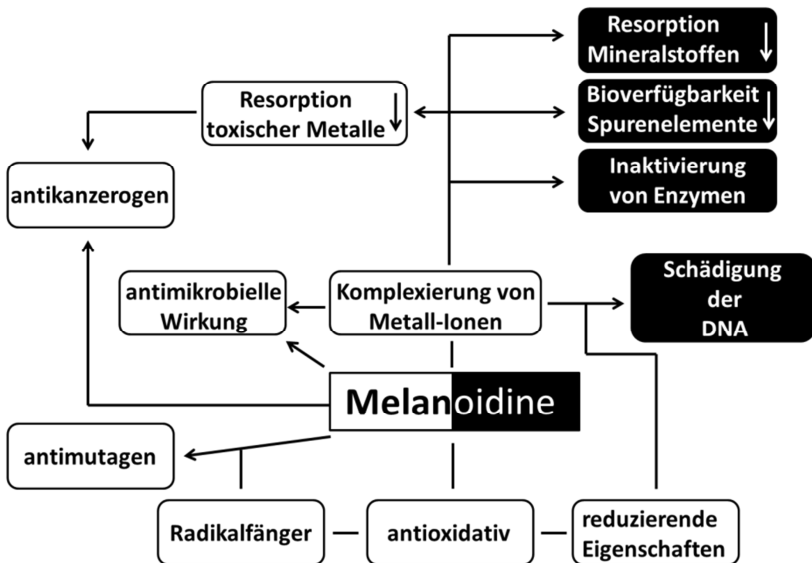 Resorption
Mineralstoffen
Resorption
toxischer Metalle
Bioverfügbarkeit
Spurenelemente
antikanzerogen
Inaktivierung
von Enzymen
antimikrobielle
Wirkung
Komplexierung von
Metall-Ionen
Schädigung
der
DNA
Melanoidine
antimutagen
Radikalfänger
antioxidativ
reduzierende
Eigenschaften